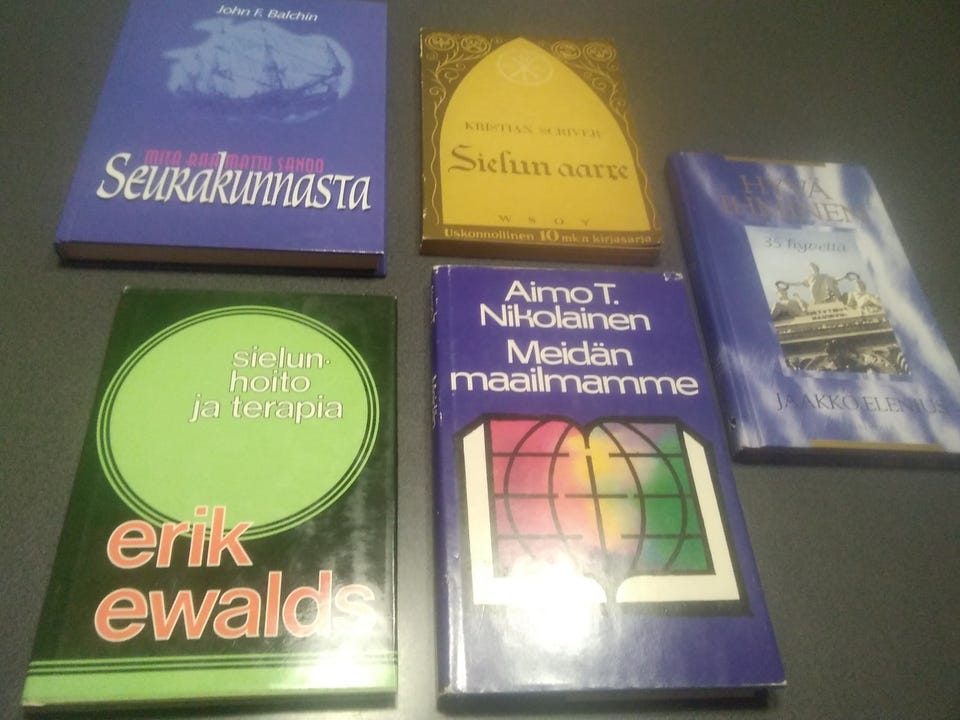 John F. Balchin
MITÄ RAAMATTU SANOO
Seurakunnasta
KRISTIAN SCRIVER
Sielun aarre
WSOY
Uskonnollinen 10 mk:n kirjasarja
HYVÄ
IHMINEN
35 hyvettä
JAAKKO ELENIUS
sielun-
hoito
ja terapia
erik
ewalds
Aimo T.
Nikolainen
Meidän
maailmamme